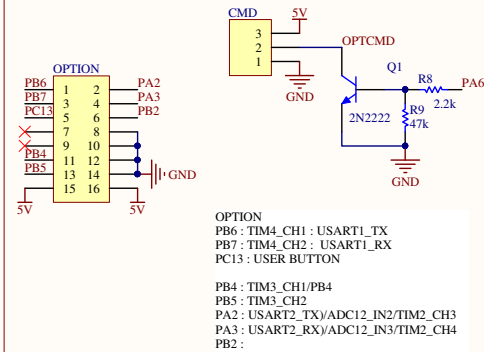 CMD
5V
3
2
1
OPTCMD
GND
Q1
2N2222
R8
2.2k
PA6
R9
47k
GND
OPTION
PB6 1 2 PA2
PB7 3 4 PA3
PC13 5 6 PB2
7 8
9 10
PB4 11 12
PB5 13 14 GND
15 16
5V 5V
OPTION
PB6 : TIM4_CH1 : USART1_TX
PB7 : TIM4_CH2 : USART1_RX
PC13 : USER BUTTON
PB4 : TIM3_CH1/PB4
PB5 : TIM3_CH2
PA2 : USART2_TX)/ADC12_IN2/TIM2_CH3
PA3 : USART2_RX)/ADC12_IN3/TIM2_CH4
PB2 :